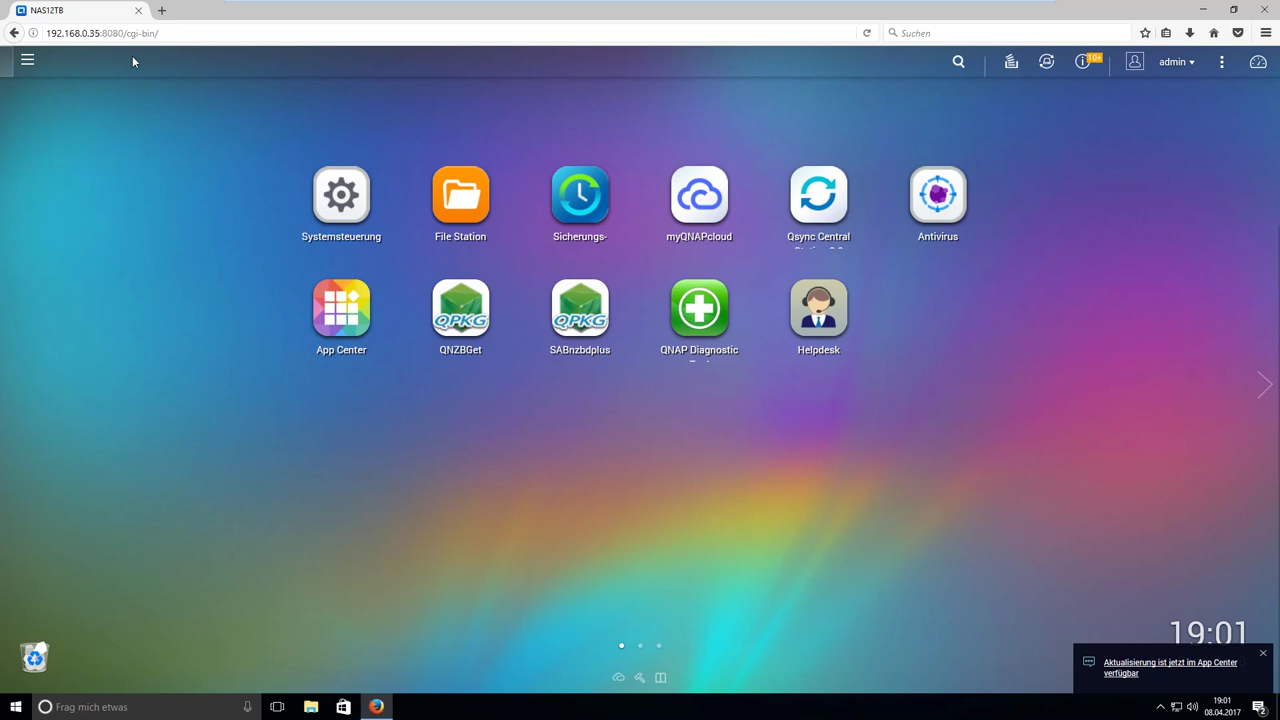 NAS12TB
192.168.0.35:8080/cgi-bin/
Suchen
10+
admin
Systemsteuerung
File Station
Sicherungs-
myQNAPcloud
Qsync Central
Antivirus
QPKG
QPKG
App Center
QNZBGet
SABnzbdplus
QNAP Diagnostic
Helpdesk
19:01
Aktualisierung ist jetzt im App Center
verfügbar
Frag mich etwas
19:01
08.04.2017
2